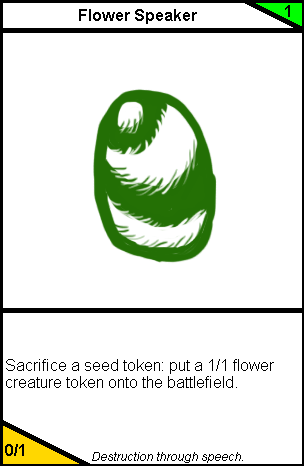 Flower Speaker
1
Sacrifice a seed token: put a 1/1 flower
creature token onto the battlefield.
0/1
Destruction through speech.